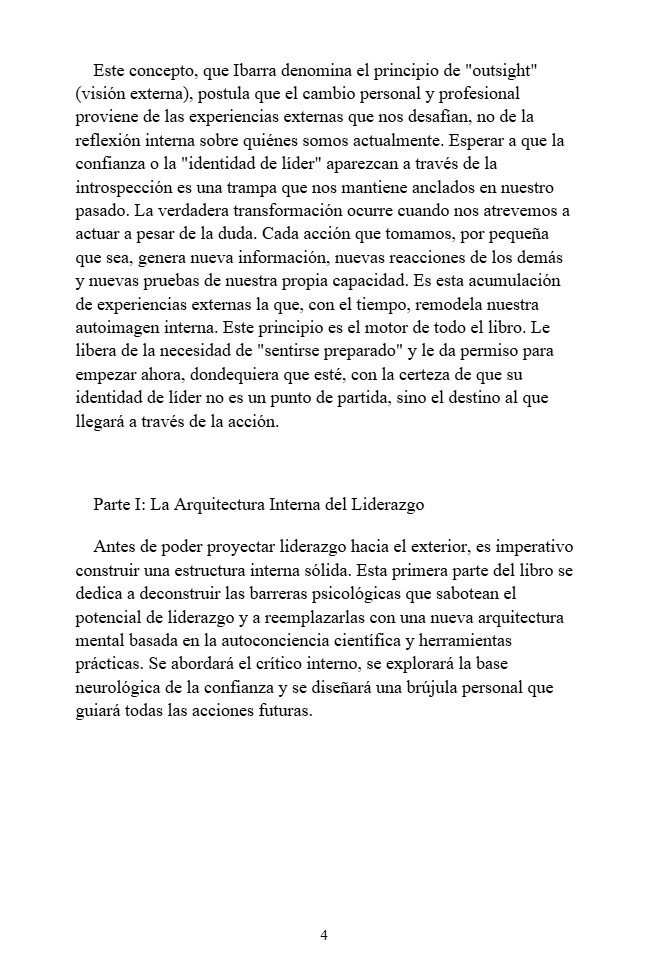 Este concepto, que Ibarra denomina el principio de "outsight"
(visión externa), postula que el cambio personal y profesional
proviene de las experiencias externas que nos desafían, no de la
reflexión interna sobre quiénes somos actualmente. Esperar a que la
confianza o la "identidad de líder" aparezcan a través de la
introspección es una trampa que nos mantiene anclados en nuestro
pasado. La verdadera transformación ocurre cuando nos atrevemos a
actuar a pesar de la duda. Cada acción que tomamos, por pequeña
que sea, genera nueva información, nuevas reacciones de los demás
y nuevas pruebas de nuestra propia capacidad. Es esta acumulación
de experiencias externas la que, con el tiempo, remodela nuestra
autoimagen interna. Este principio es el motor de todo el libro. Le
libera de la necesidad de "sentirse preparado" y le da permiso para
empezar ahora, dondequiera que esté, con la certeza de que su
identidad de líder no es un punto de partida, sino el destino al que
llegará a través de la acción.
Parte I: La Arquitectura Interna del Liderazgo
Antes de poder proyectar liderazgo hacia el exterior, es imperativo
construir una estructura interna sólida. Esta primera parte del libro se
dedica a deconstruir las barreras psicológicas que sabotean el
potencial de liderazgo y a reemplazarlas con una nueva arquitectura
mental basada en la autoconciencia científica y herramientas
prácticas. Se abordará el crítico interno, se explorará la base
neurológica de la confianza y se diseñará una brújula personal que
guiará todas las acciones futuras.
4